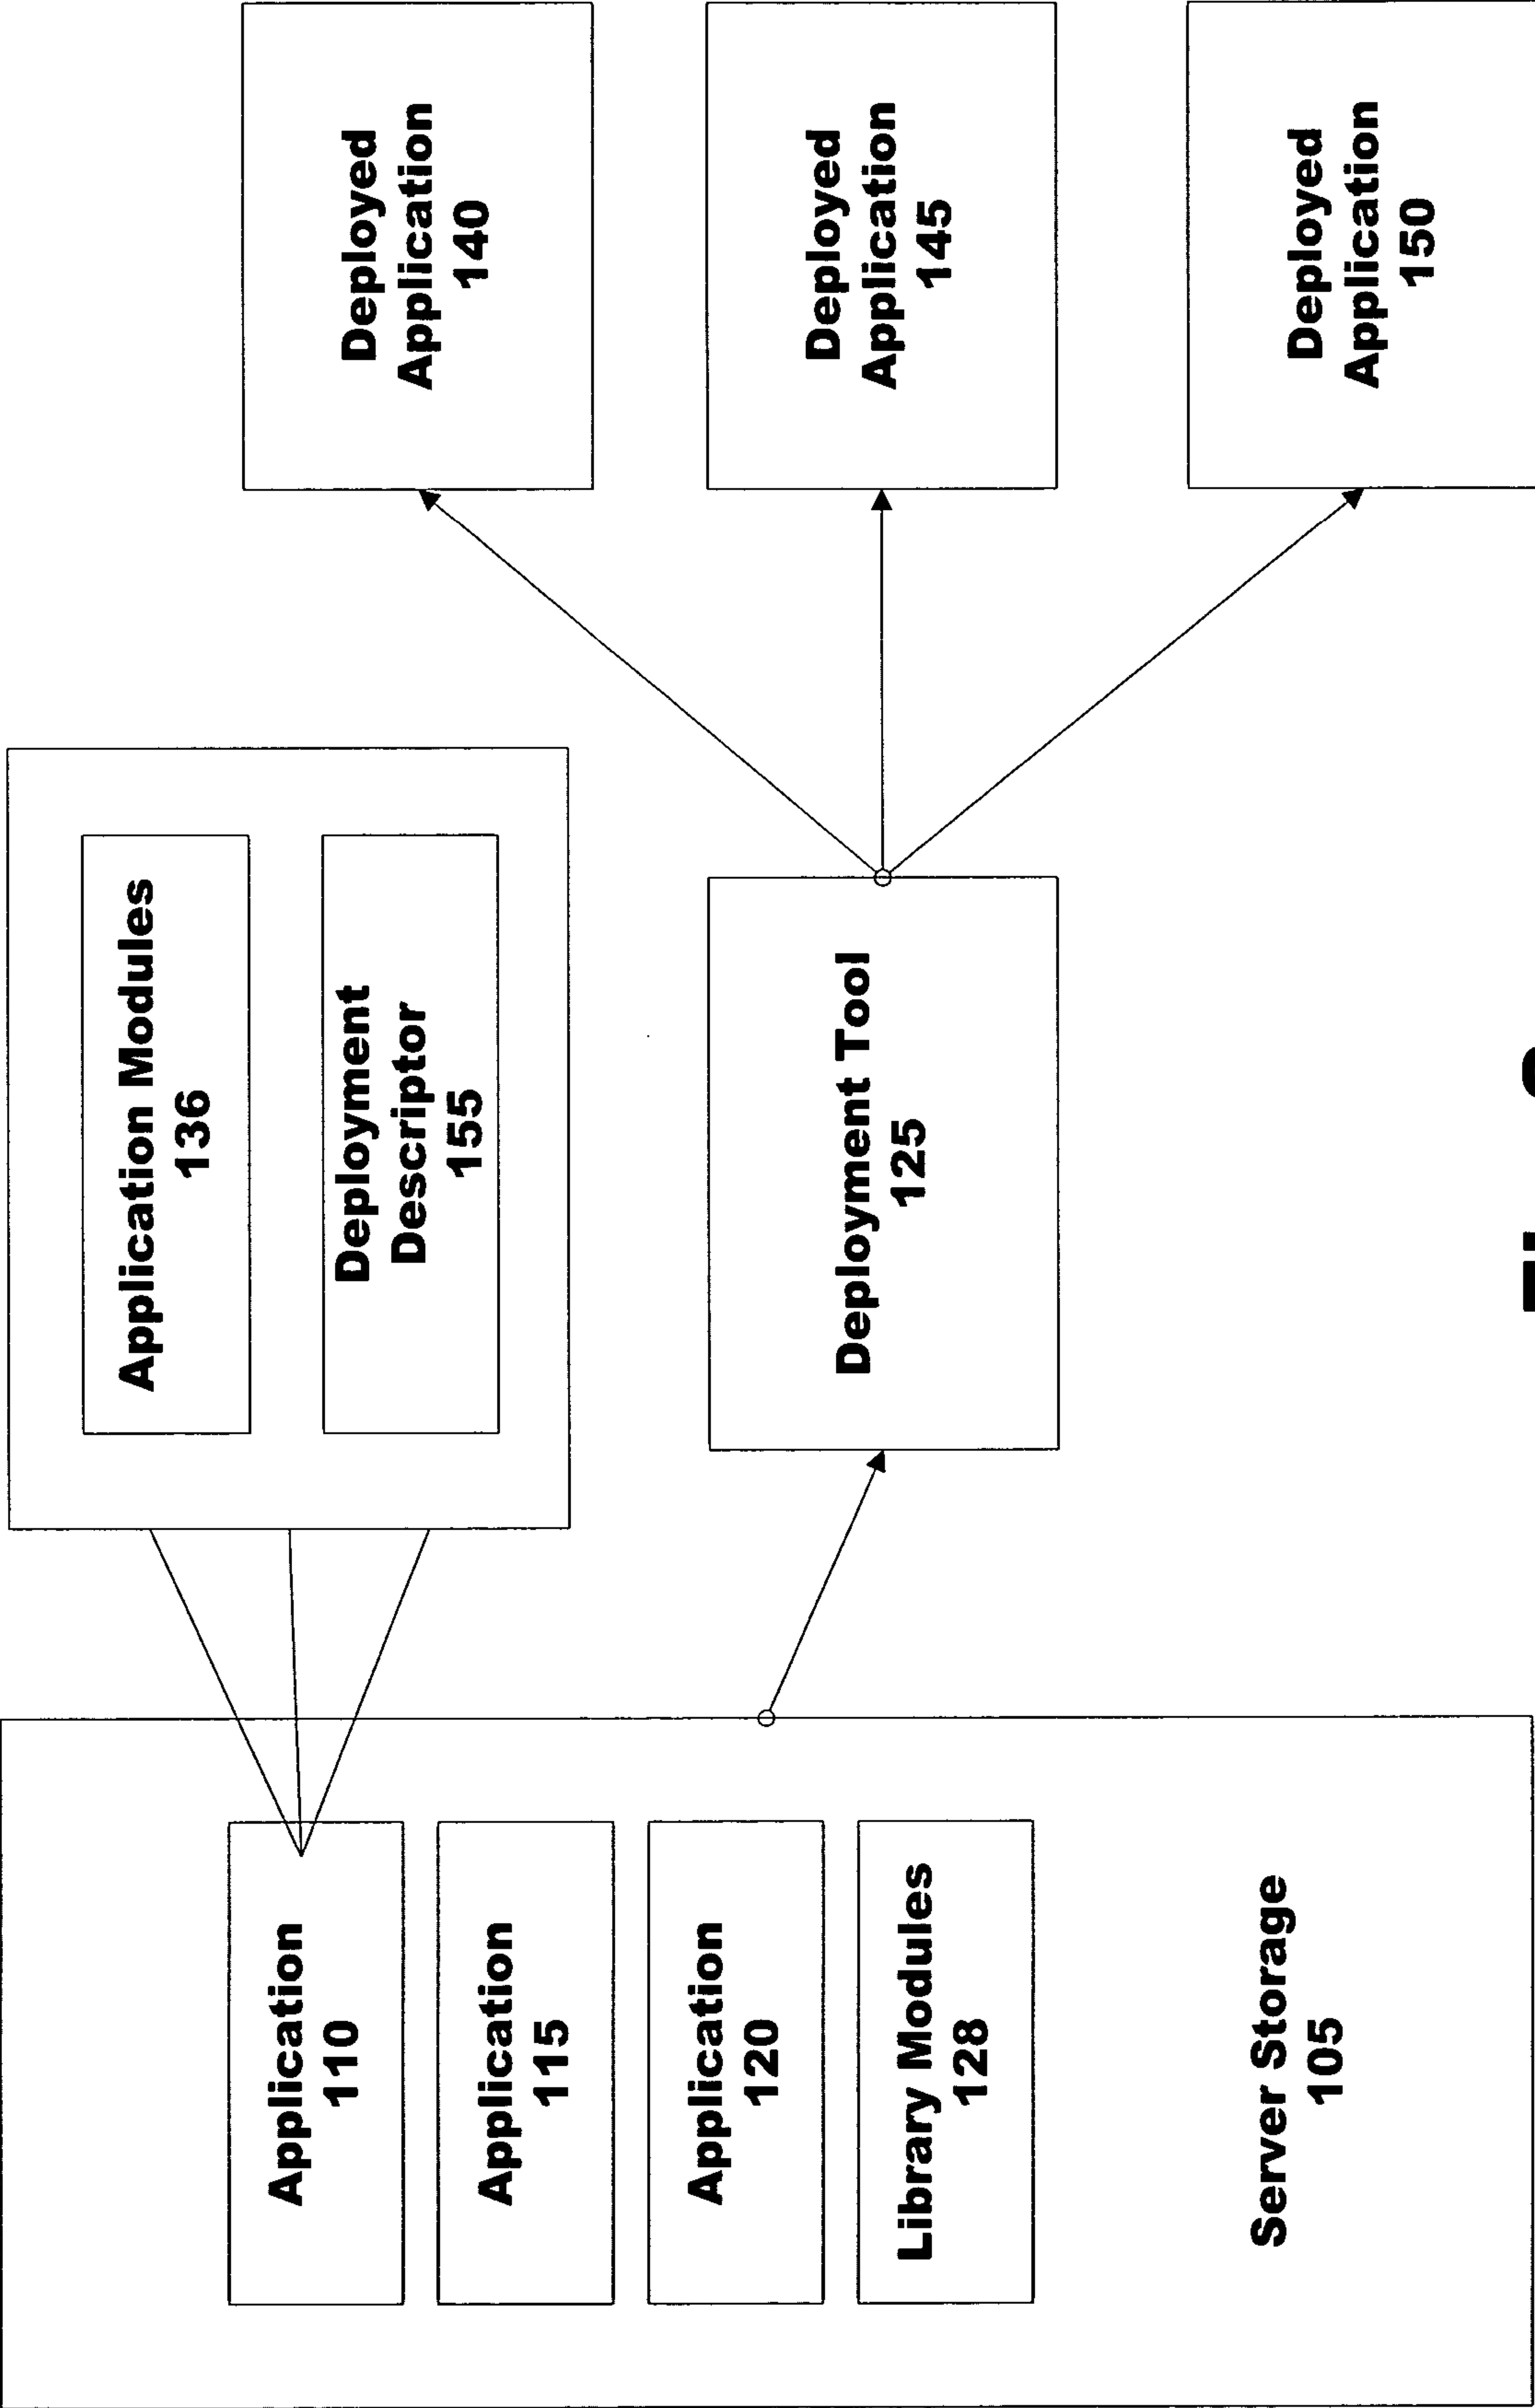 Application
110
Application
115
Application
120
Library Modules
128
Server Storage
105
Application Modules
136
Deployment
Descriptor
155
Deployment Tool
125
Deployed
Application
140
Deployed
Application
145
Deployed
Application
150